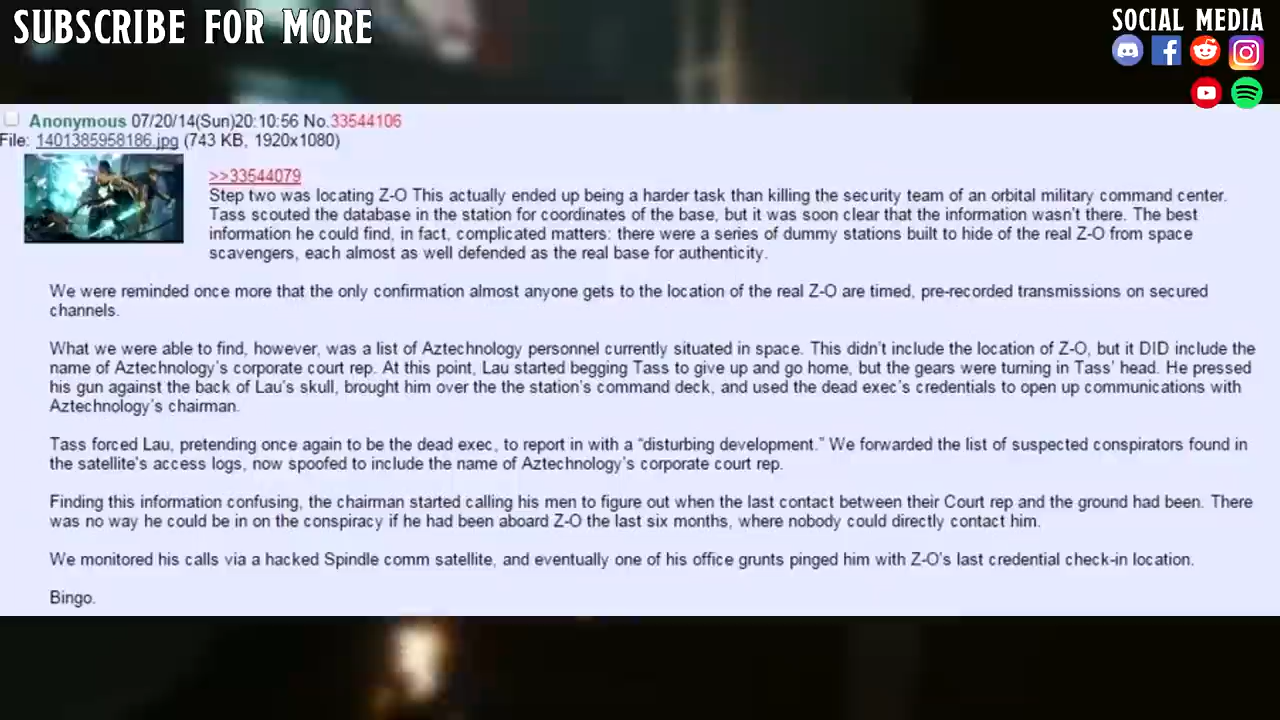 SUBSCRIBE FOR MORE
SOCIAL MEDIA
Anonymous 07/20/14(Sun)20:10:56 No.33544106
File: 1401385958186.jpg (743 KB, 1920x1080)
>>33544079
Step two was locating Z-O This actually ended up being a harder task than killing the security team of an orbital military command center.
Tass scouted the database in the station for coordinates of the base, but it was soon clear that the information wasn't there. The best
information he could find, in fact, complicated matters: there were a series of dummy stations built to hide of the real Z-O from space
scavengers, each almost as well defended as the real base for authenticity.
We were reminded once more that the only confirmation almost anyone gets to the location of the real Z-O are timed, pre-recorded transmissions on secured
channels.
What we were able to find, however, was a list of Aztechnology personnel currently situated in space. This didn't include the location of Z-O, but it DID include the
name of Aztechnology's corporate court rep. At this point, Lau started begging Tass to give up and go home, but the gears were turning in Tass' head. He pressed
his gun against the back of Lau's skull, brought him over the the station's command deck, and used the dead exec's credentials to open up communications with
Aztechnology's chairman.
Tass forced Lau, pretending once again to be the dead exec, to report in with a "disturbing development." We forwarded the list of suspected conspirators found in
the satellite's access logs, now spoofed to include the name of Aztechnology's corporate court rep.
Finding this information confusing, the chairman started calling his men to figure out when the last contact between their Court rep and the ground had been. There
was no way he could be in on the conspiracy if he had been aboard Z-O the last six months, where nobody could directly contact him.
We monitored his calls via a hacked Spindle comm satellite, and eventually one of his office grunts pinged him with Z-O's last credential check-in location.
Bingo.